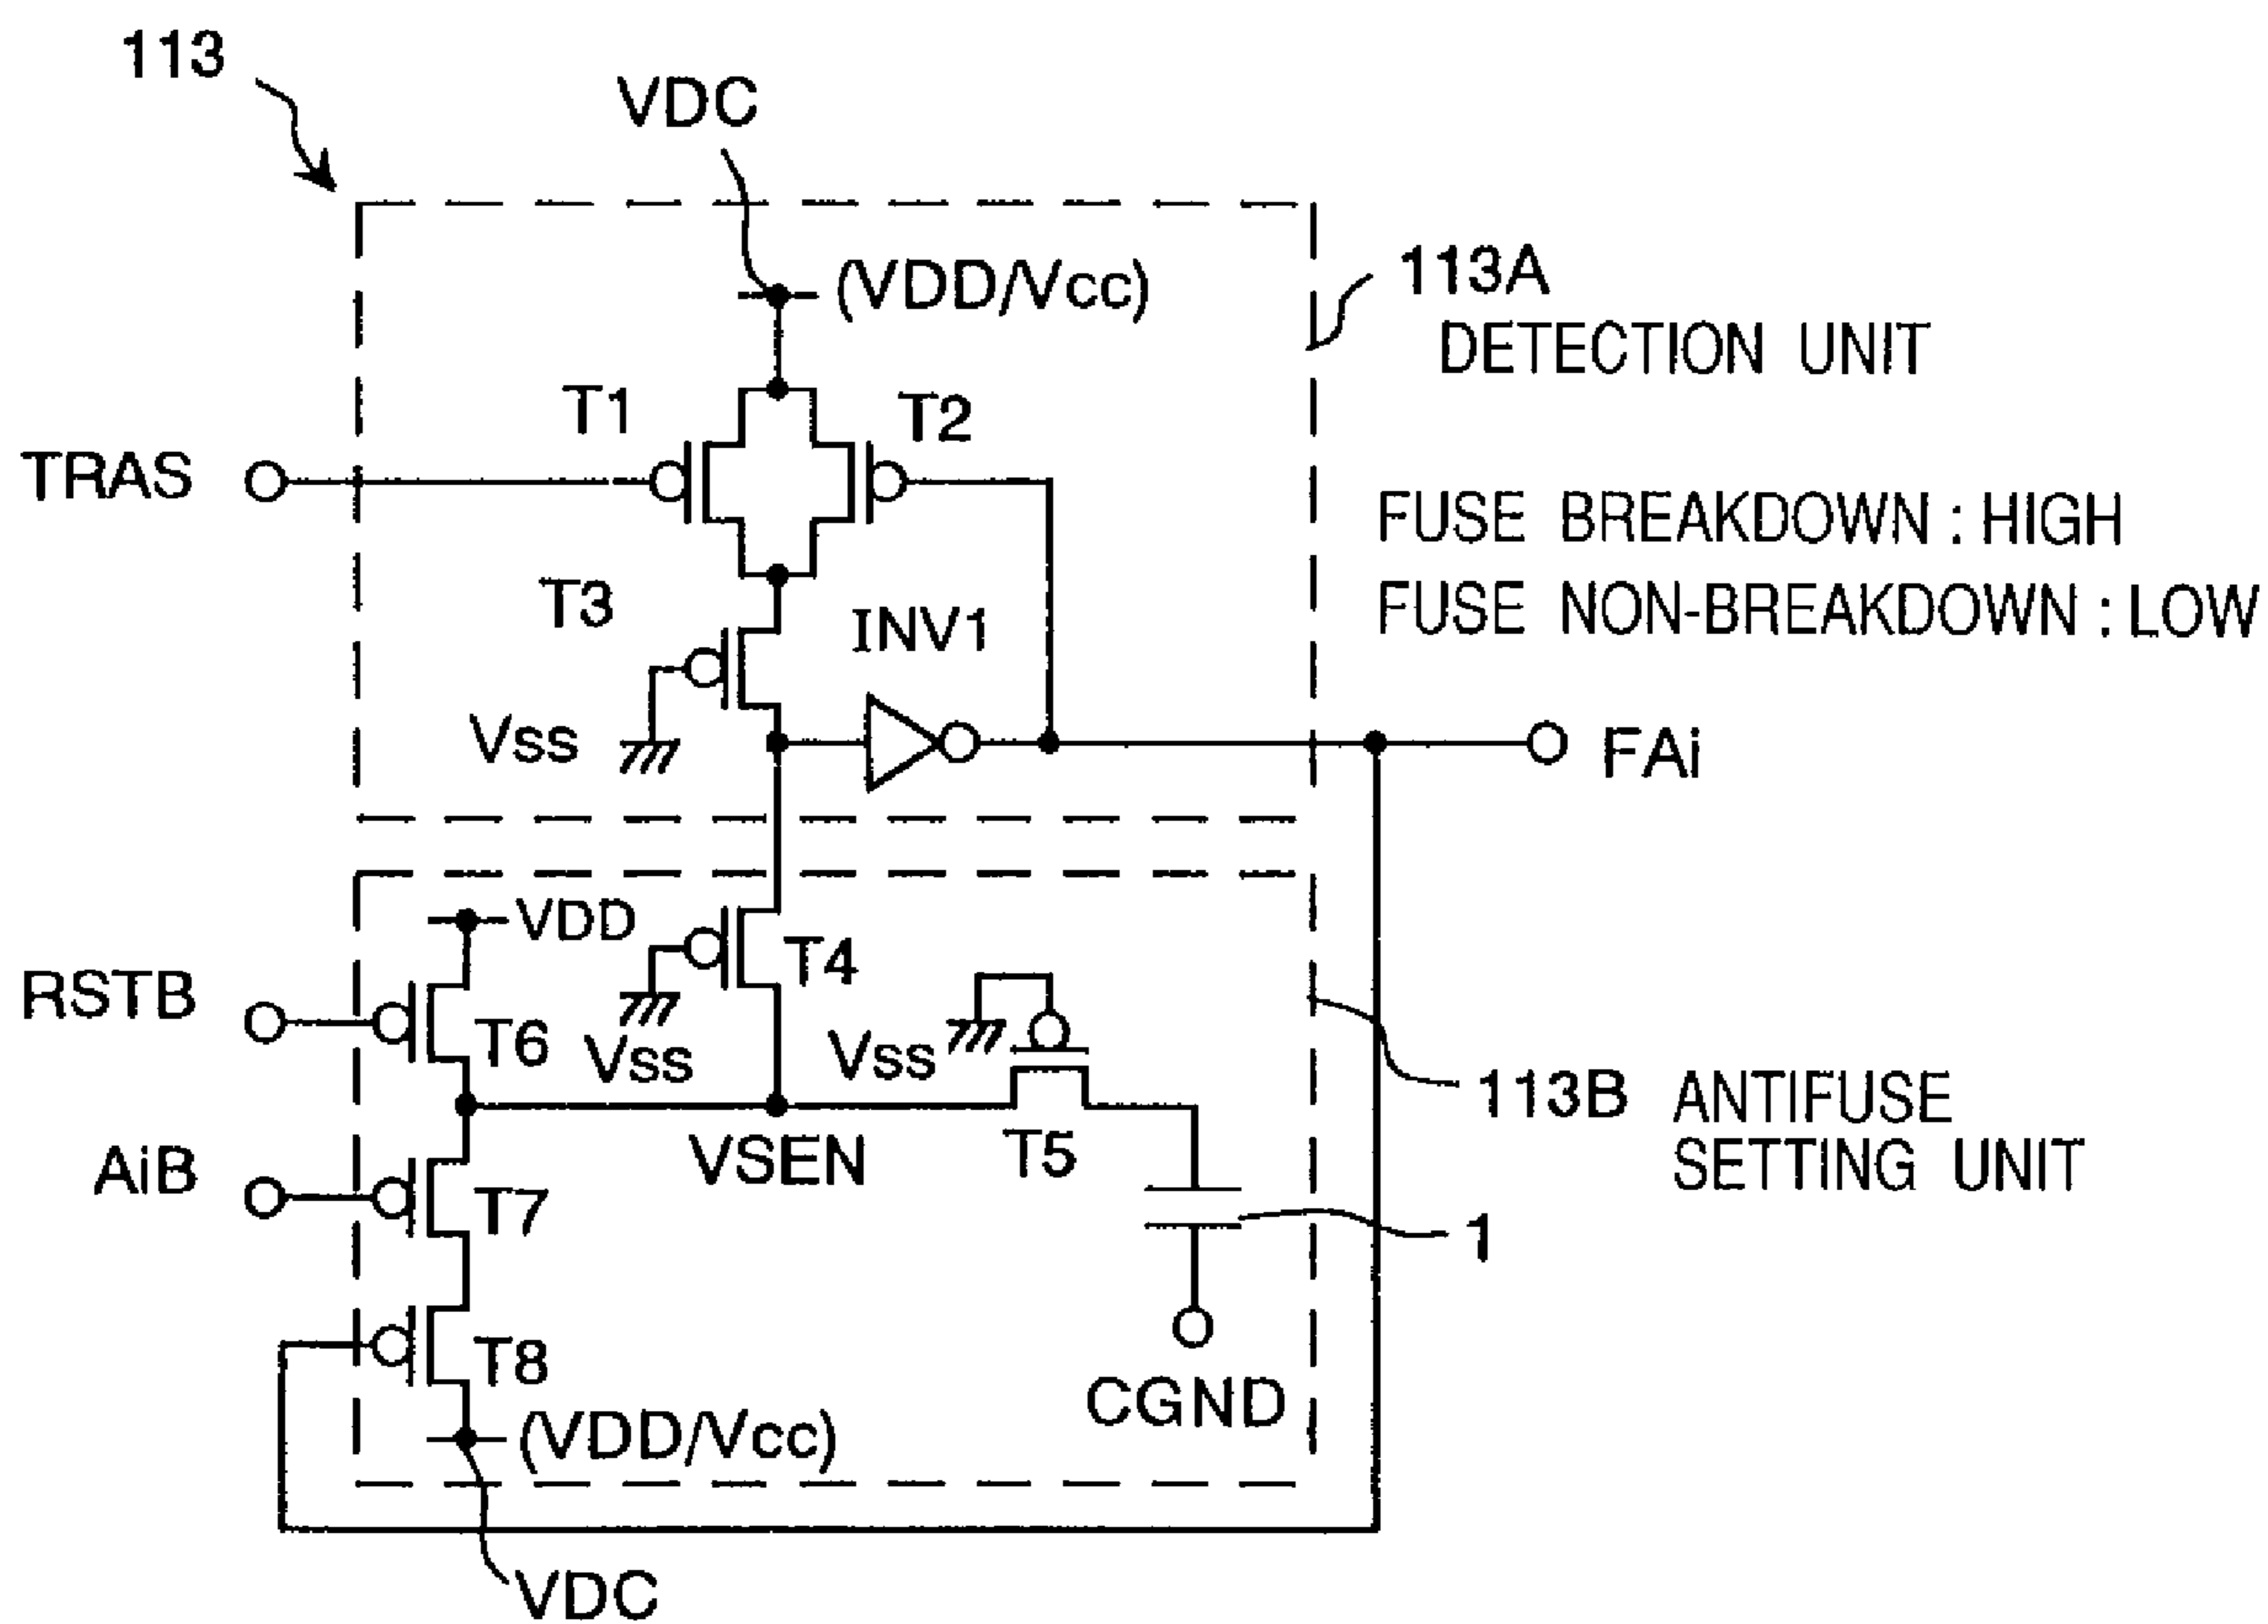 113
VDC
(VDD/Vcc)
113A
DETECTION UNIT
T1
T2
TRAS
FUSE BREAKDOWN : HIGH
FUSE NON-BREAKDOWN : LOW
T3
INV1
Vss
FAi
VDD
T4
RSTB
T6
Vss
Vss
113B ANTIFUSE
SETTING UNIT
AiB
VSEN
T5
T7
1
T8
CGND
(VDD/Vcc)
VDC